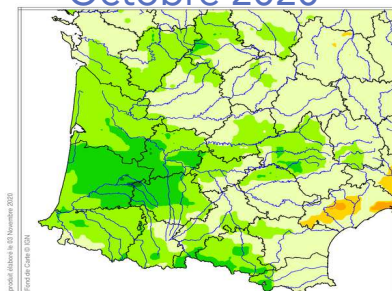 Octobre 2020
produit élaboré le 03 Novembre 2020
Fond de Carte © IGN